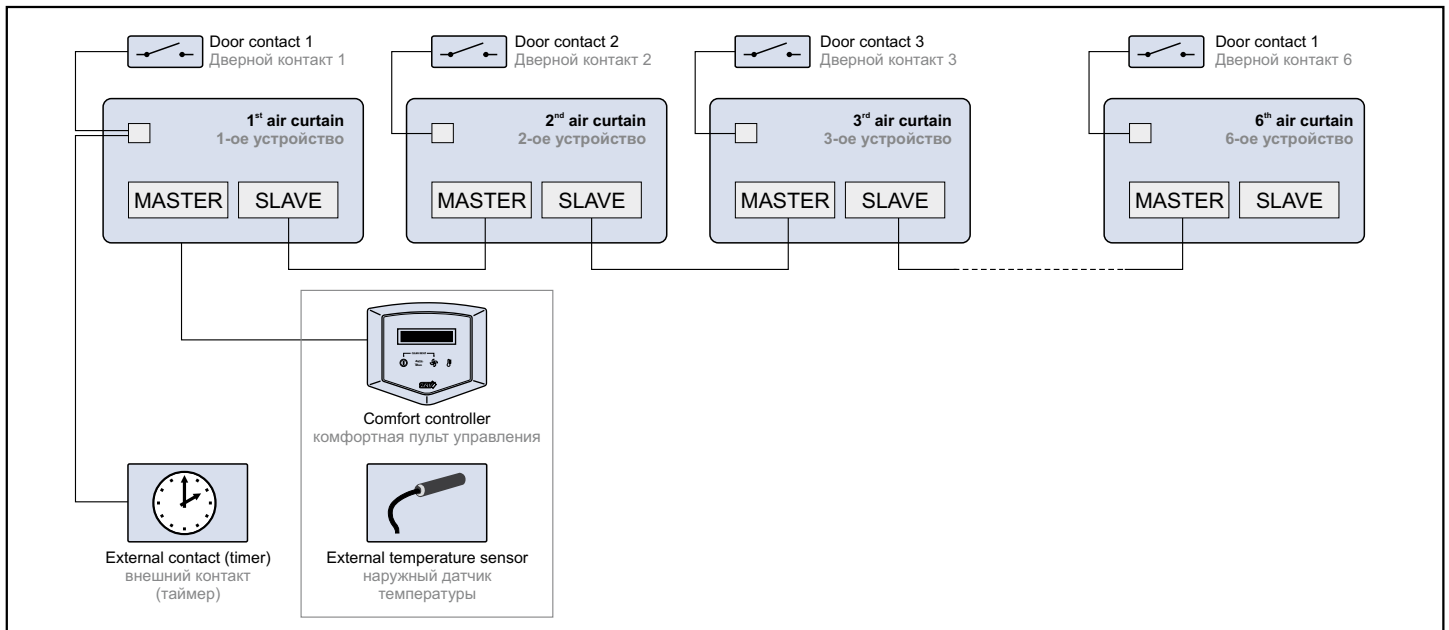 Door contact 1
Дверной контакт 1
Door contact 2
Дверной контакт 2
Door contact 3
Дверной контакт 3
Door contact 1
Дверной контакт 6
1st air curtain
1-ое устройство
2nd air curtain
2-ое устройство
3rd air curtain
3-ое устройство
6th air curtain
6-ое устройство
MASTER SLAVE
MASTER SLAVE
MASTER SLAVE
MASTER SLAVE
Comfort controller
комфортная пульт управления
External contact (timer)
внешний контакт
(таймер)
External temperature sensor
наружный датчик
температуры